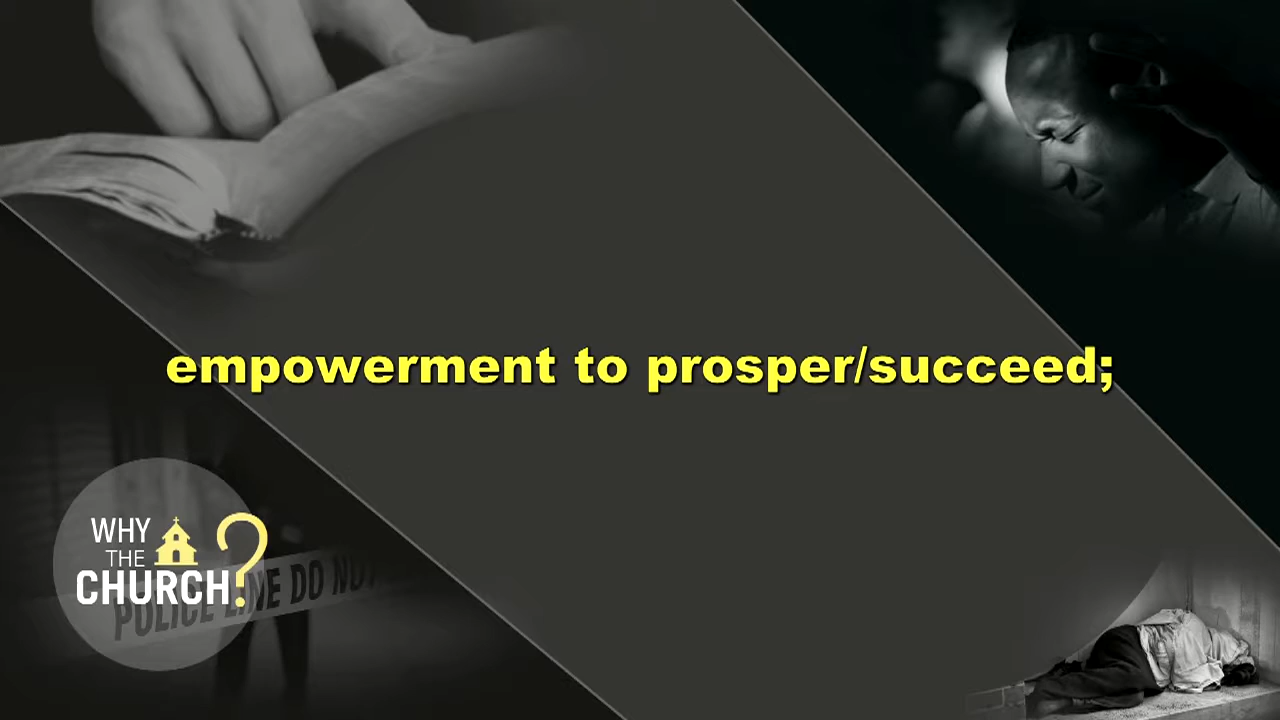 empowerment to prosper/succeed;
WHY
THE
CHURCH?
POLICE LINE DO NOT